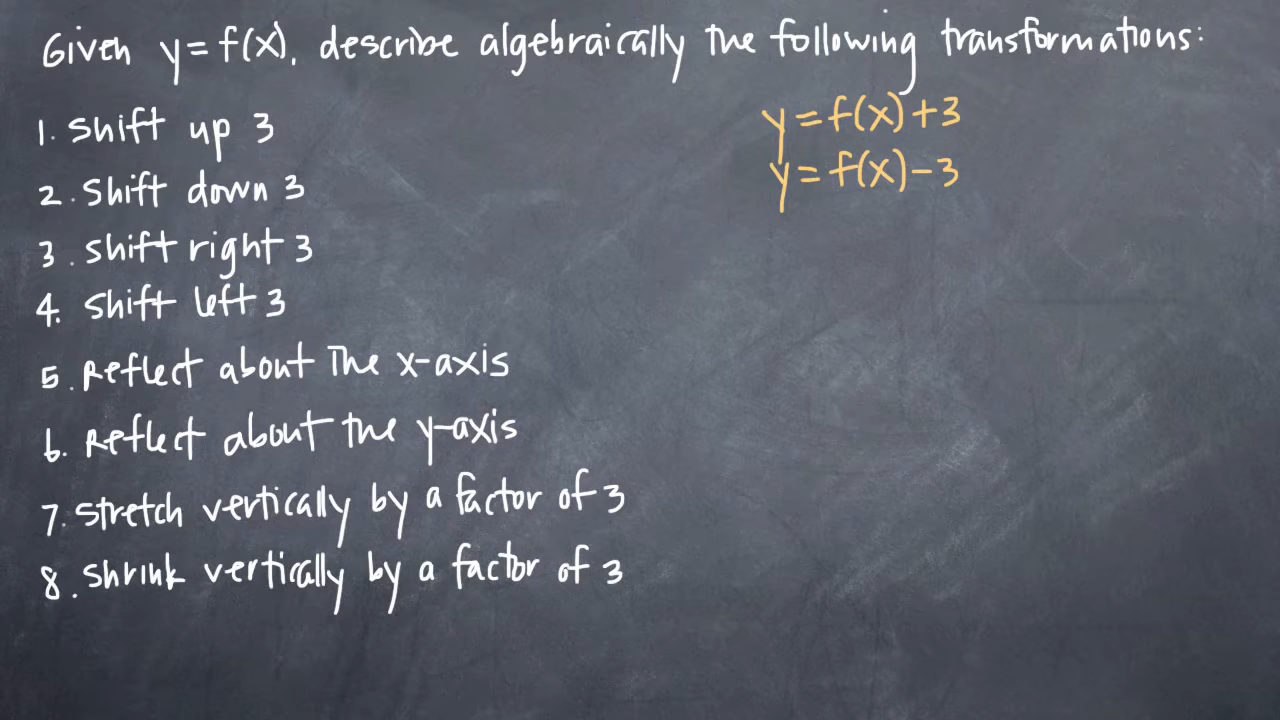 Given y=f(x), describe algebraically the following transformations:
1. Shift up 3
y=f(x)+3
2. Shift down 3
y=f(x)-3
3. Shift right 3
4. Shift left 3
5. Reflect about the x-axis
6. Reflect about the y-axis
7. Stretch vertically by a factor of 3
8. Shrink vertically by a factor of 3